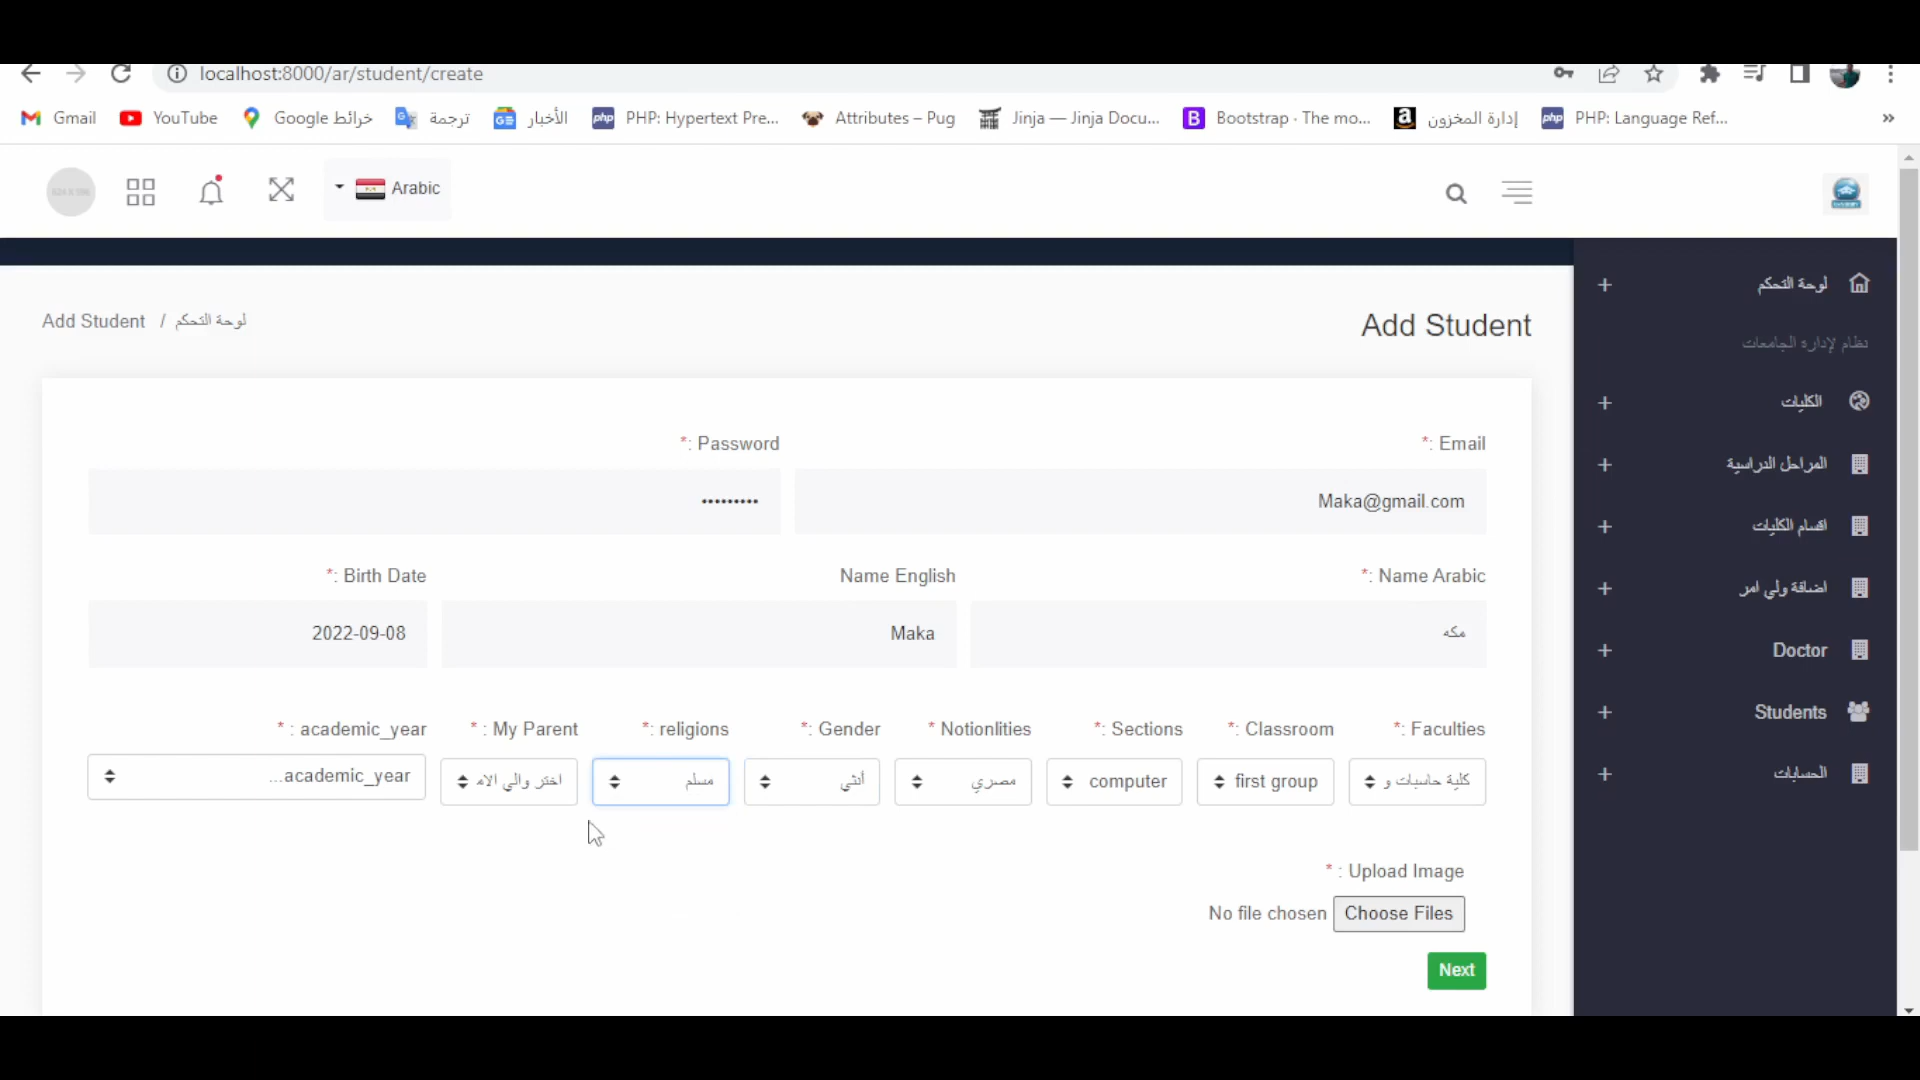 localhost:8000/ar/student/create
Gmail YouTube خرائط Google ترجمة الأخبار PHP: Hypertext Pre... Attributes – Pug Jinja — Jinja Docu... Bootstrap · The mo... إدارة المخزون PHP: Language Ref... »
Arabic
لوحة التحكم
نظام لإدارة الجامعات
الكليات
المراحل الدراسية
اقسام الكليات
اضافة ولي امر
Doctor
Students
الحسابات
Add Student
Add Student / لوحة التحكم
*: Email
*: Password
Maka@gmail.com
•••••••••
*: Name Arabic
Name English
*: Birth Date
مكه
Maka
2022-09-08
*: Faculties *: Classroom *: Sections * Notionlities *: Gender *: religions * : My Parent * : academic_year
كلية حاسبات و first group computer مصري أنثي مسلم اختر والي الام ...academic_year
* : Upload Image
No file chosen Choose Files
Next